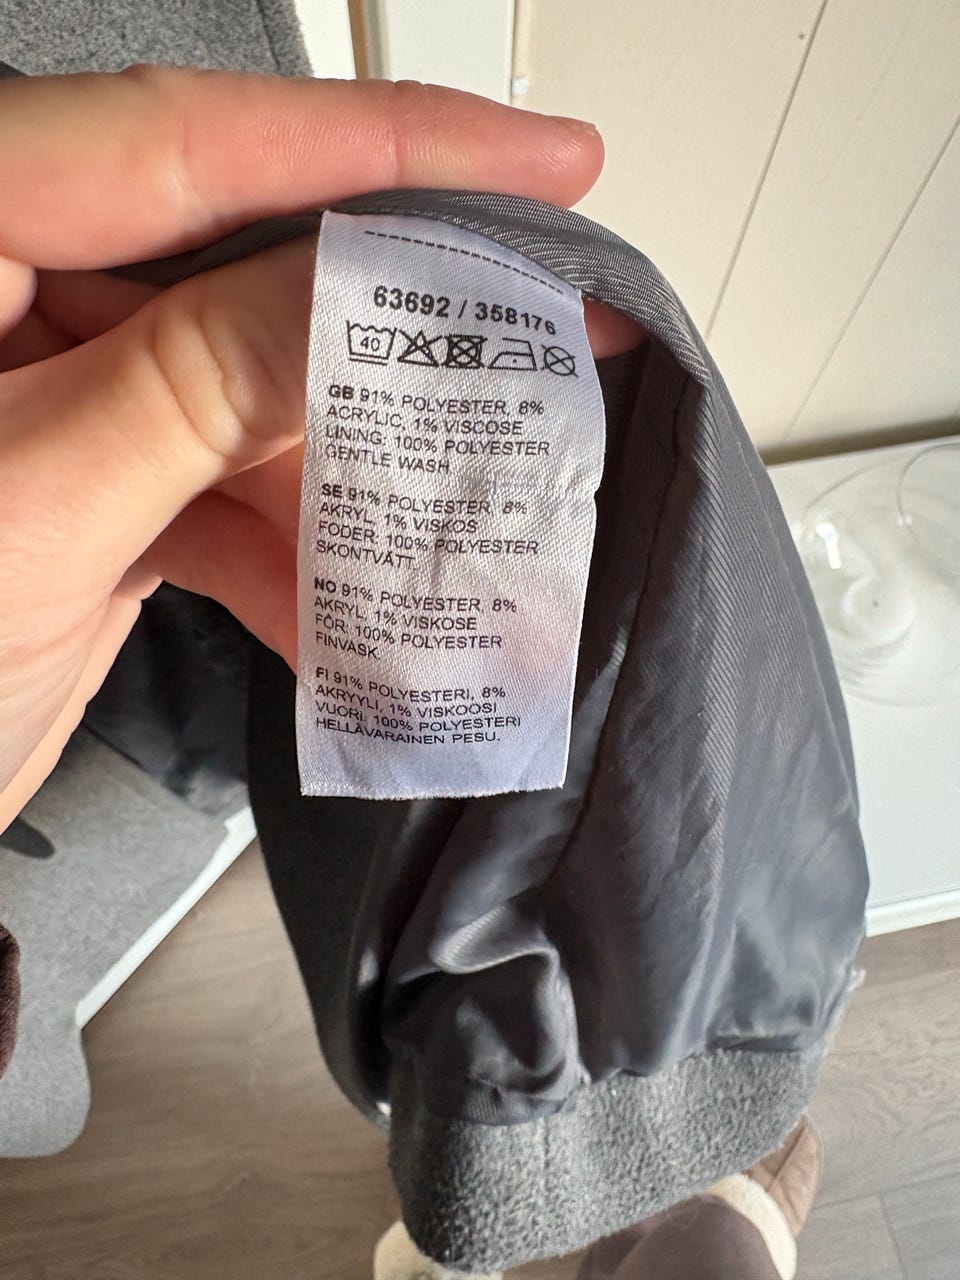 63692 / 358176
40
GB 91% POLYESTER, 8%
ACRYLIC, 1% VISCOSE
LINING: 100% POLYESTER
GENTLE WASH
SE 91% POLYESTER, 8%
AKRYL, 1% VISKOS
FODER: 100% POLYESTER
SKONTVÄTT.
NO 91% POLYESTER, 8%
AKRYL, 1% VISKOSE
FÔR: 100% POLYESTER
FINVASK.
FI 91% POLYESTERI, 8%
AKRYYLI, 1% VISKOOSI
VUORI: 100% POLYESTERI
HELLÄVARAINEN PESU.